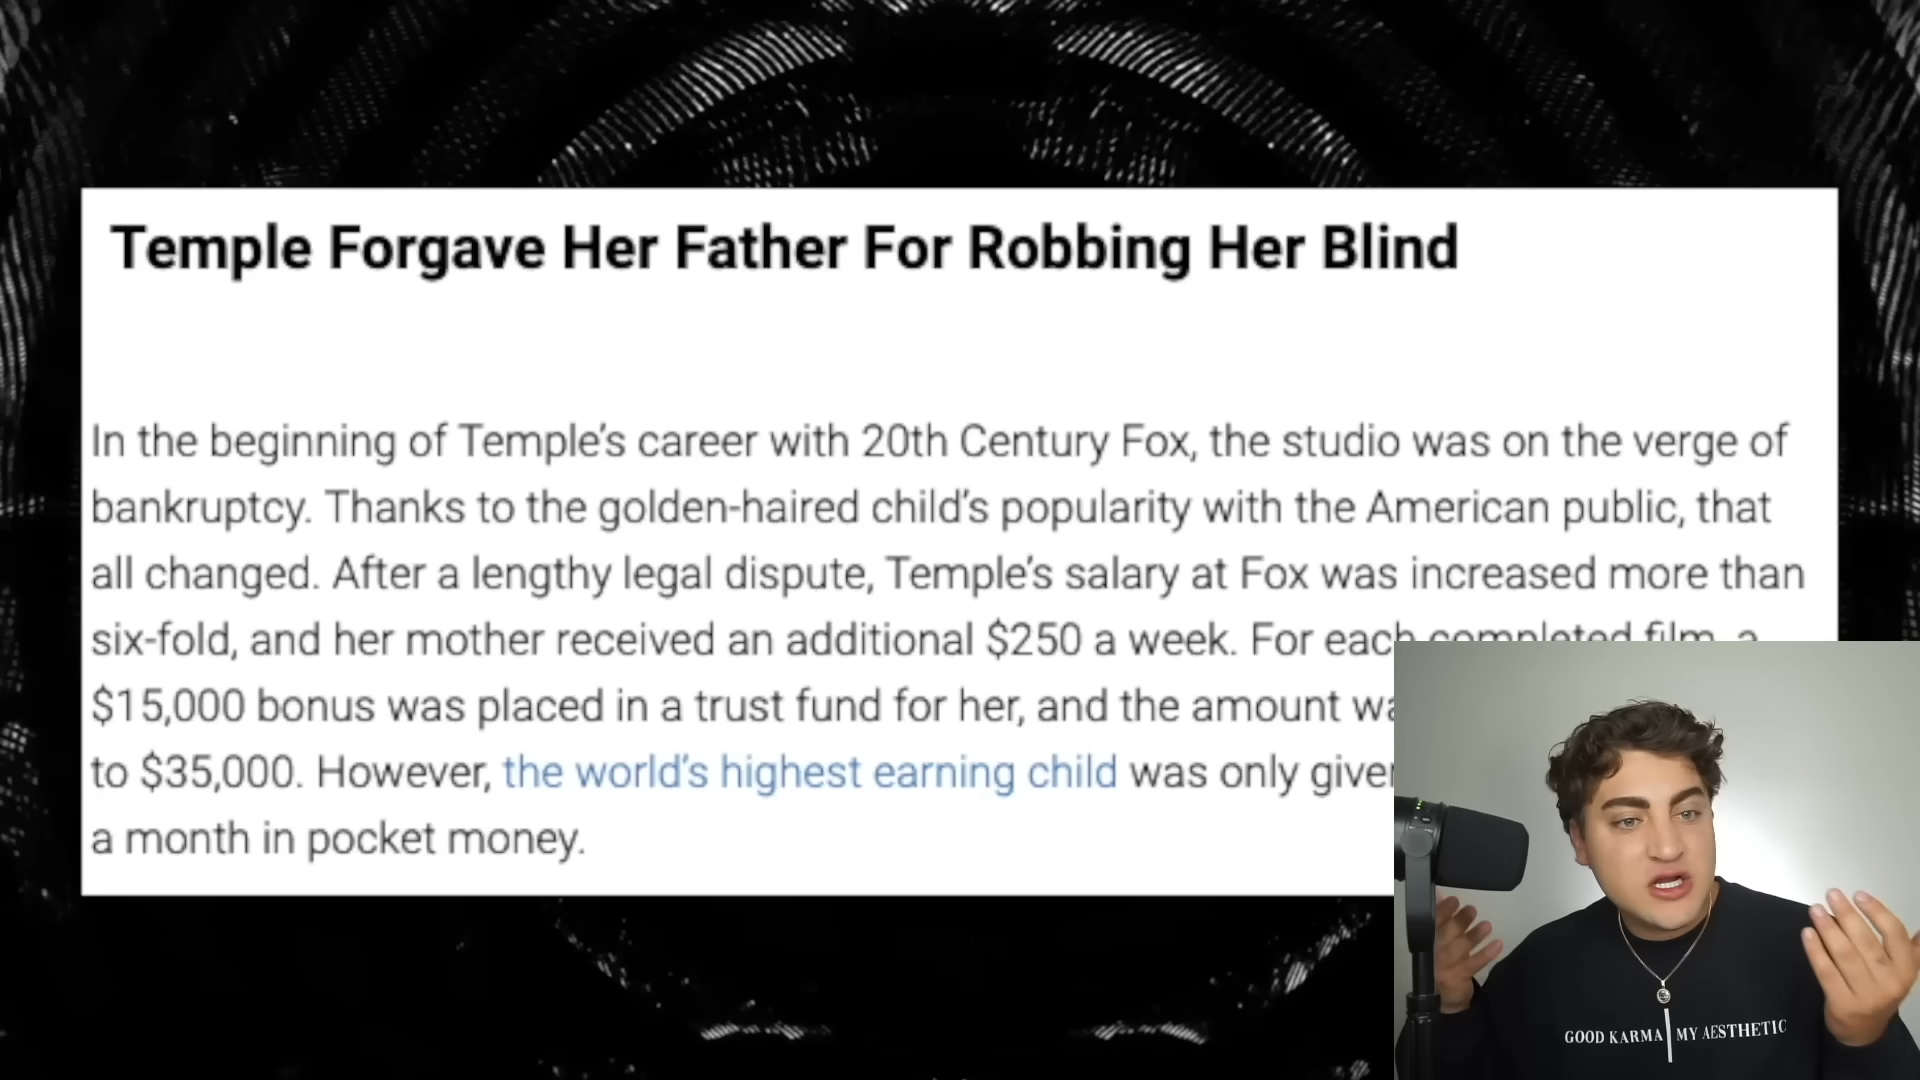 Temple Forgave Her Father For Robbing Her Blind
In the beginning of Temple's career with 20th Century Fox, the studio was on the verge of
bankruptcy. Thanks to the golden-haired child's popularity with the American public, that
all changed. After a lengthy legal dispute, Temple's salary at Fox was increased more than
six-fold, and her mother received an additional $250 a week. For each completed film, a
$15,000 bonus was placed in a trust fund for her, and the amount
to $35,000. However, the world's highest earning child was only
a month in pocket money.
GOOD KARMA MY AESTHETIC